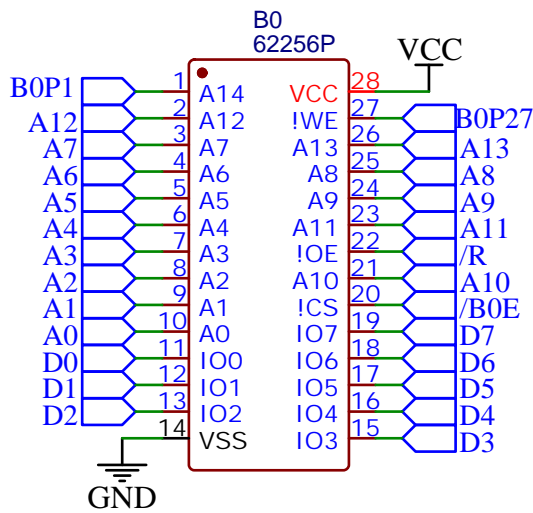 B0
62256P
VCC
B0P1 1 A14 VCC 28
A12 2 A12 !WE 27 B0P27
A7 3 A7 A13 26 A13
A6 4 A6 A8 25 A8
A5 5 A5 A9 24 A9
A4 6 A4 A11 23 A11
A3 7 A3 !OE 22 /R
A2 8 A2 A10 21 A10
A1 9 A1 !CS 20 /B0E
A0 10 A0 IO7 19 D7
D0 11 IO0 IO6 18 D6
D1 12 IO1 IO5 17 D5
D2 13 IO2 IO4 16 D4
14 VSS IO3 15 D3
GND